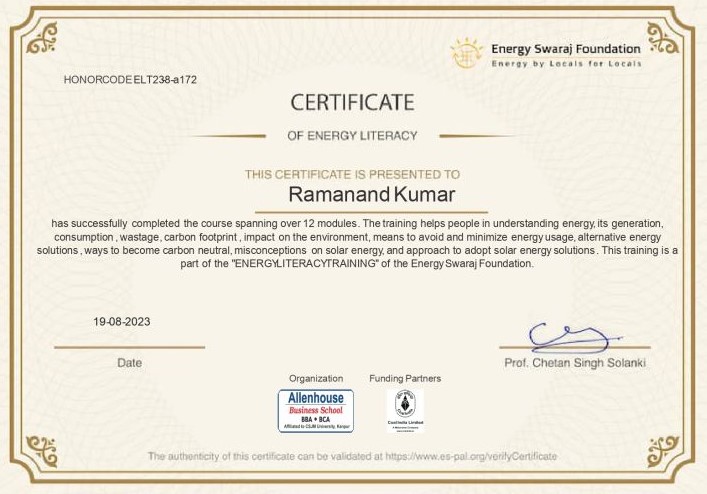 Energy Swaraj Foundation
Energy by Locals for Locals
HONORCODE ELT238-a172
CERTIFICATE
OF ENERGY LITERACY
THIS CERTIFICATE IS PRESENTED TO
Ramanand Kumar
has successfully completed the course spanning over 12 modules. The training helps people in understanding energy, its generation,
consumption , wastage, carbon footprint , impact on the environment, means to avoid and minimize energy usage, alternative energy
solutions , ways to become carbon neutral, misconceptions on solar energy, and approach to adopt solar energy solutions. This training is a
part of the "ENERGYLITERACYTRAINING" of the Energy Swaraj Foundation.
19-08-2023
Date
Prof. Chetan Singh Solanki
Organization
Funding Partners
Allenhouse
Business School
BBA • BCA
Affiliated to CSJM University, Kanpur
Coal India Limited
The authenticity of this certificate can be validated at https://www.es-pal.org/verifyCertificate